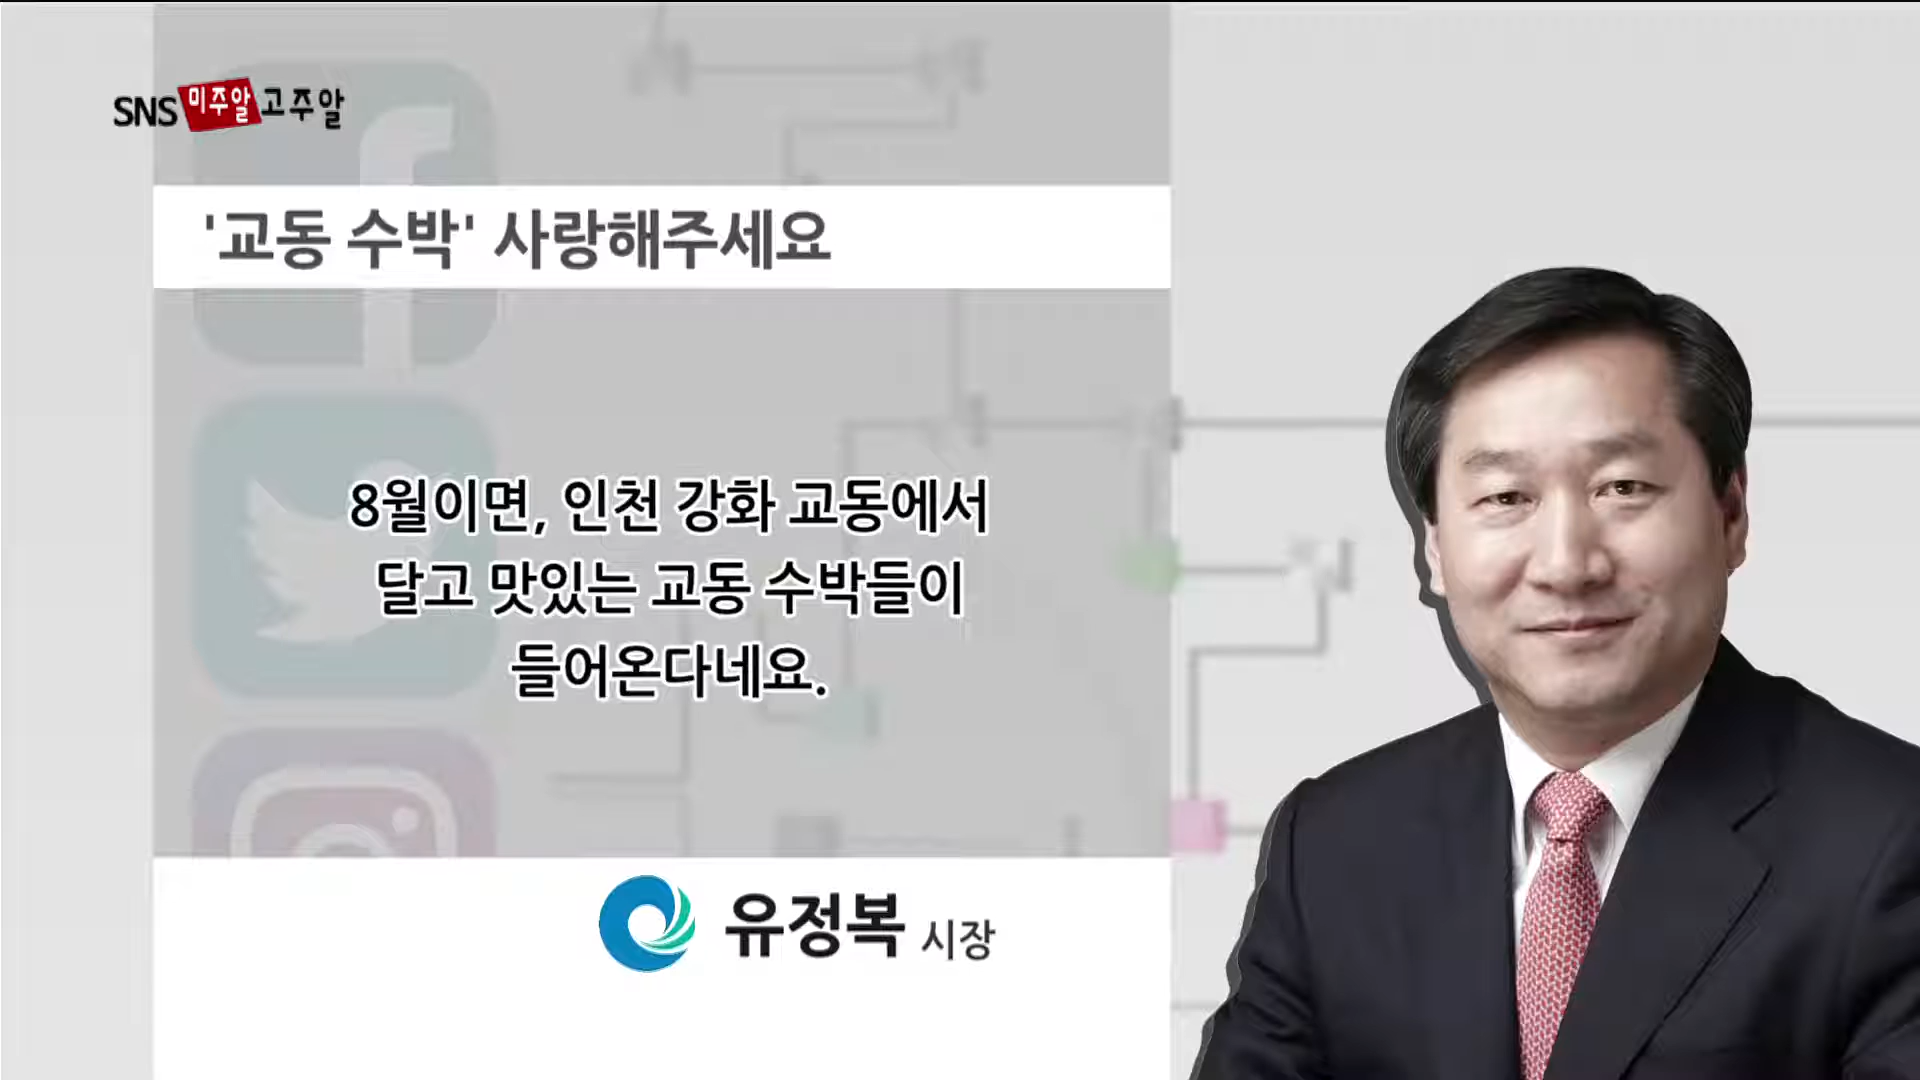 SNS 미주알고주알
'교동 수박' 사랑해주세요
8월이면, 인천 강화 교동에서
달고 맛있는 교동 수박들이
들어온다네요.
유정복 시장